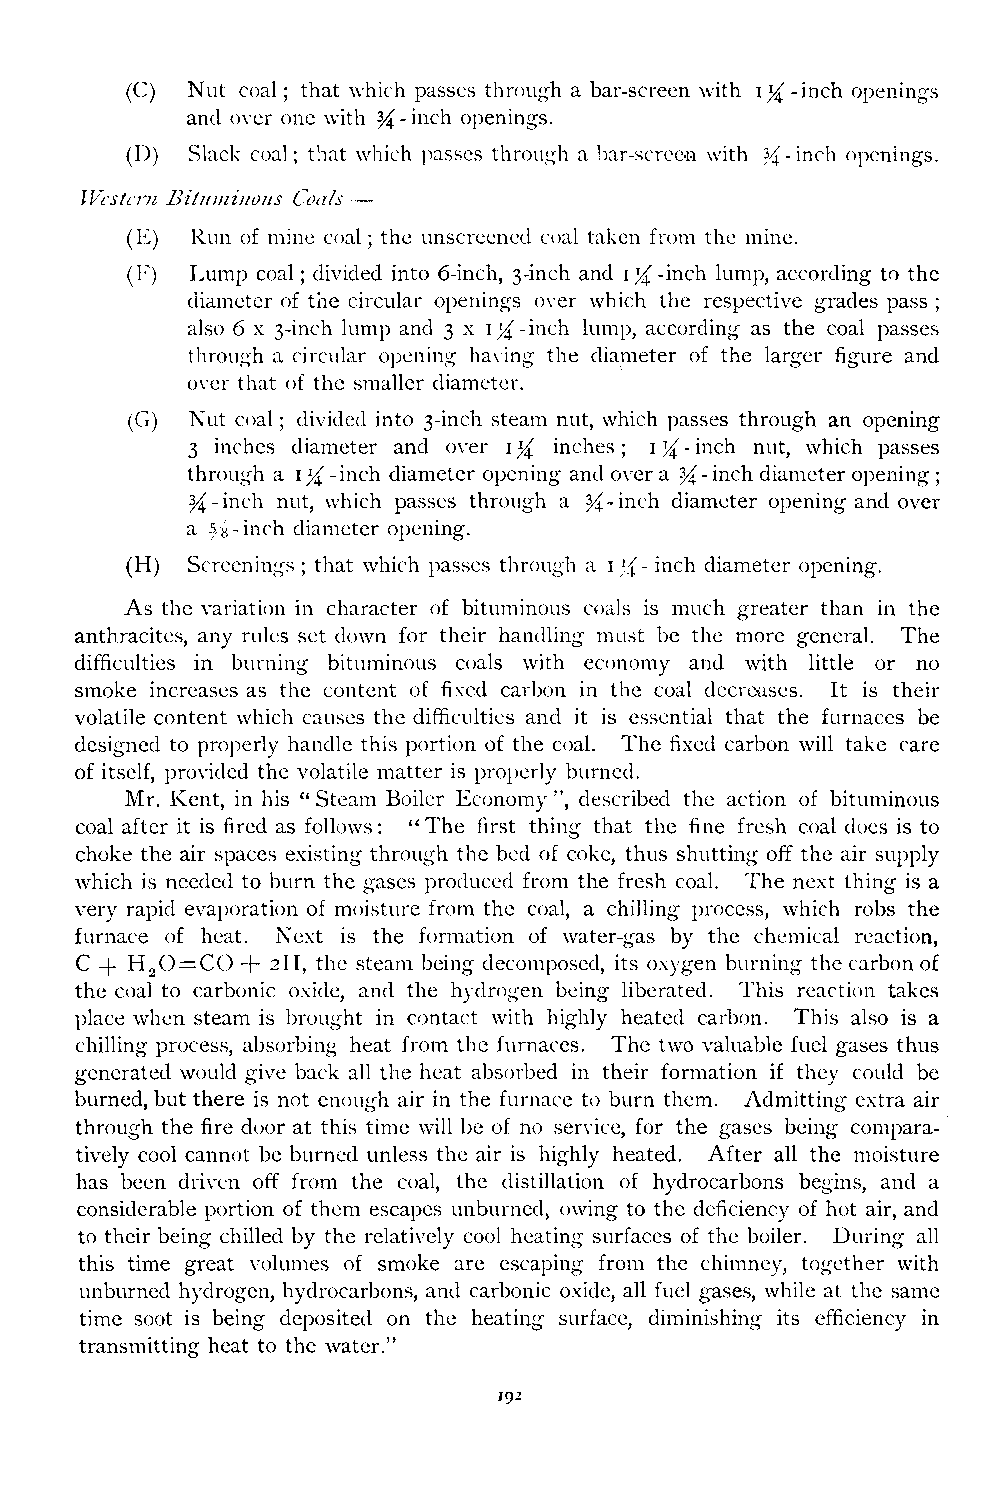 (C) Nut coal; that which passes through a bar-screen with 1¼-inch openings
and over one with ¾-inch openings.
(D) Slack coal; that which passes through a bar-screen with ¾-inch openings.
Western Bituminous Coals —
(E) Run of mine coal; the unscreened coal taken from the mine.
(F) Lump coal; divided into 6-inch, 3-inch and 1¼-inch lump, according to the
diameter of the circular openings over which the respective grades pass;
also 6 x 3-inch lump and 3 x 1¼-inch lump, according as the coal passes
through a circular opening having the diameter of the larger figure and
over that of the smaller diameter.
(G) Nut coal; divided into 3-inch steam nut, which passes through an opening
3 inches diameter and over 1¼ inches; 1¼-inch nut, which passes
through a 1¼-inch diameter opening and over a ¾-inch diameter opening;
¾-inch nut, which passes through a ¾-inch diameter opening and over
a ⅝-inch diameter opening.
(H) Screenings; that which passes through a 1¼-inch diameter opening.
As the variation in character of bituminous coals is much greater than in the
anthracites, any rules set down for their handling must be the more general. The
difficulties in burning bituminous coals with economy and with little or no
smoke increases as the content of fixed carbon in the coal decreases. It is their
volatile content which causes the difficulties and it is essential that the furnaces be
designed to properly handle this portion of the coal. The fixed carbon will take care
of itself, provided the volatile matter is properly burned.
Mr. Kent, in his “Steam Boiler Economy”, described the action of bituminous
coal after it is fired as follows: “The first thing that the fine fresh coal does is to
choke the air spaces existing through the bed of coke, thus shutting off the air supply
which is needed to burn the gases produced from the fresh coal. The next thing is a
very rapid evaporation of moisture from the coal, a chilling process, which robs the
furnace of heat. Next is the formation of water-gas by the chemical reaction,
C + H₂O=CO + 2H, the steam being decomposed, its oxygen burning the carbon of
the coal to carbonic oxide, and the hydrogen being liberated. This reaction takes
place when steam is brought in contact with highly heated carbon. This also is a
chilling process, absorbing heat from the furnaces. The two valuable fuel gases thus
generated would give back all the heat absorbed in their formation if they could be
burned, but there is not enough air in the furnace to burn them. Admitting extra air
through the fire door at this time will be of no service, for the gases being compara-
tively cool cannot be burned unless the air is highly heated. After all the moisture
has been driven off from the coal, the distillation of hydrocarbons begins, and a
considerable portion of them escapes unburned, owing to the deficiency of hot air, and
to their being chilled by the relatively cool heating surfaces of the boiler. During all
this time great volumes of smoke are escaping from the chimney, together with
unburned hydrogen, hydrocarbons, and carbonic oxide, all fuel gases, while at the same
time soot is being deposited on the heating surface, diminishing its efficiency in
transmitting heat to the water.”
192